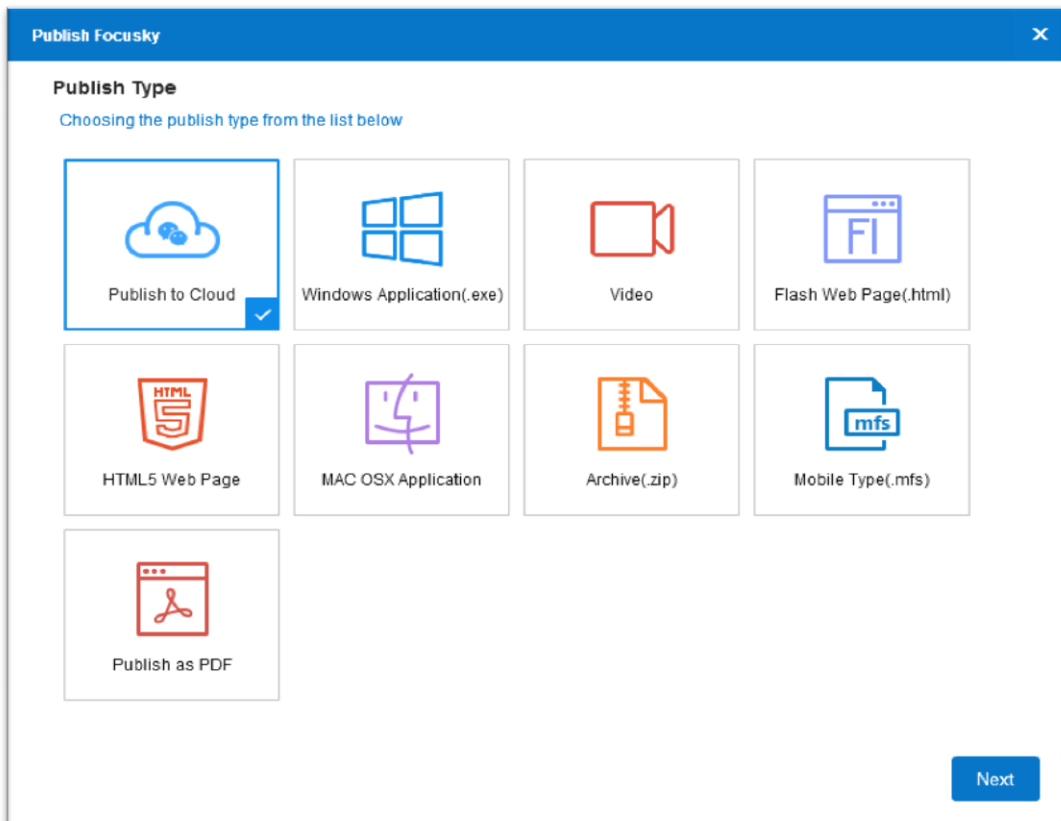 Publish Focusky
Publish Type
Choosing the publish type from the list below
Publish to Cloud
Windows Application(.exe)
Video
Fl
Flash Web Page(.html)
HTML
5
HTML5 Web Page
MAC OSX Application
Archive(.zip)
mfs
Mobile Type(.mfs)
Publish as PDF
Next